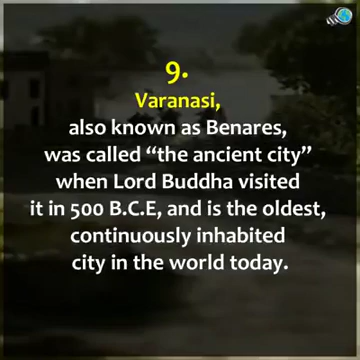 9.
Varanasi,
also known as Benares,
was called “the ancient city”
when Lord Buddha visited
it in 500 B.C.E, and is the oldest,
continuously inhabited
city in the world today.